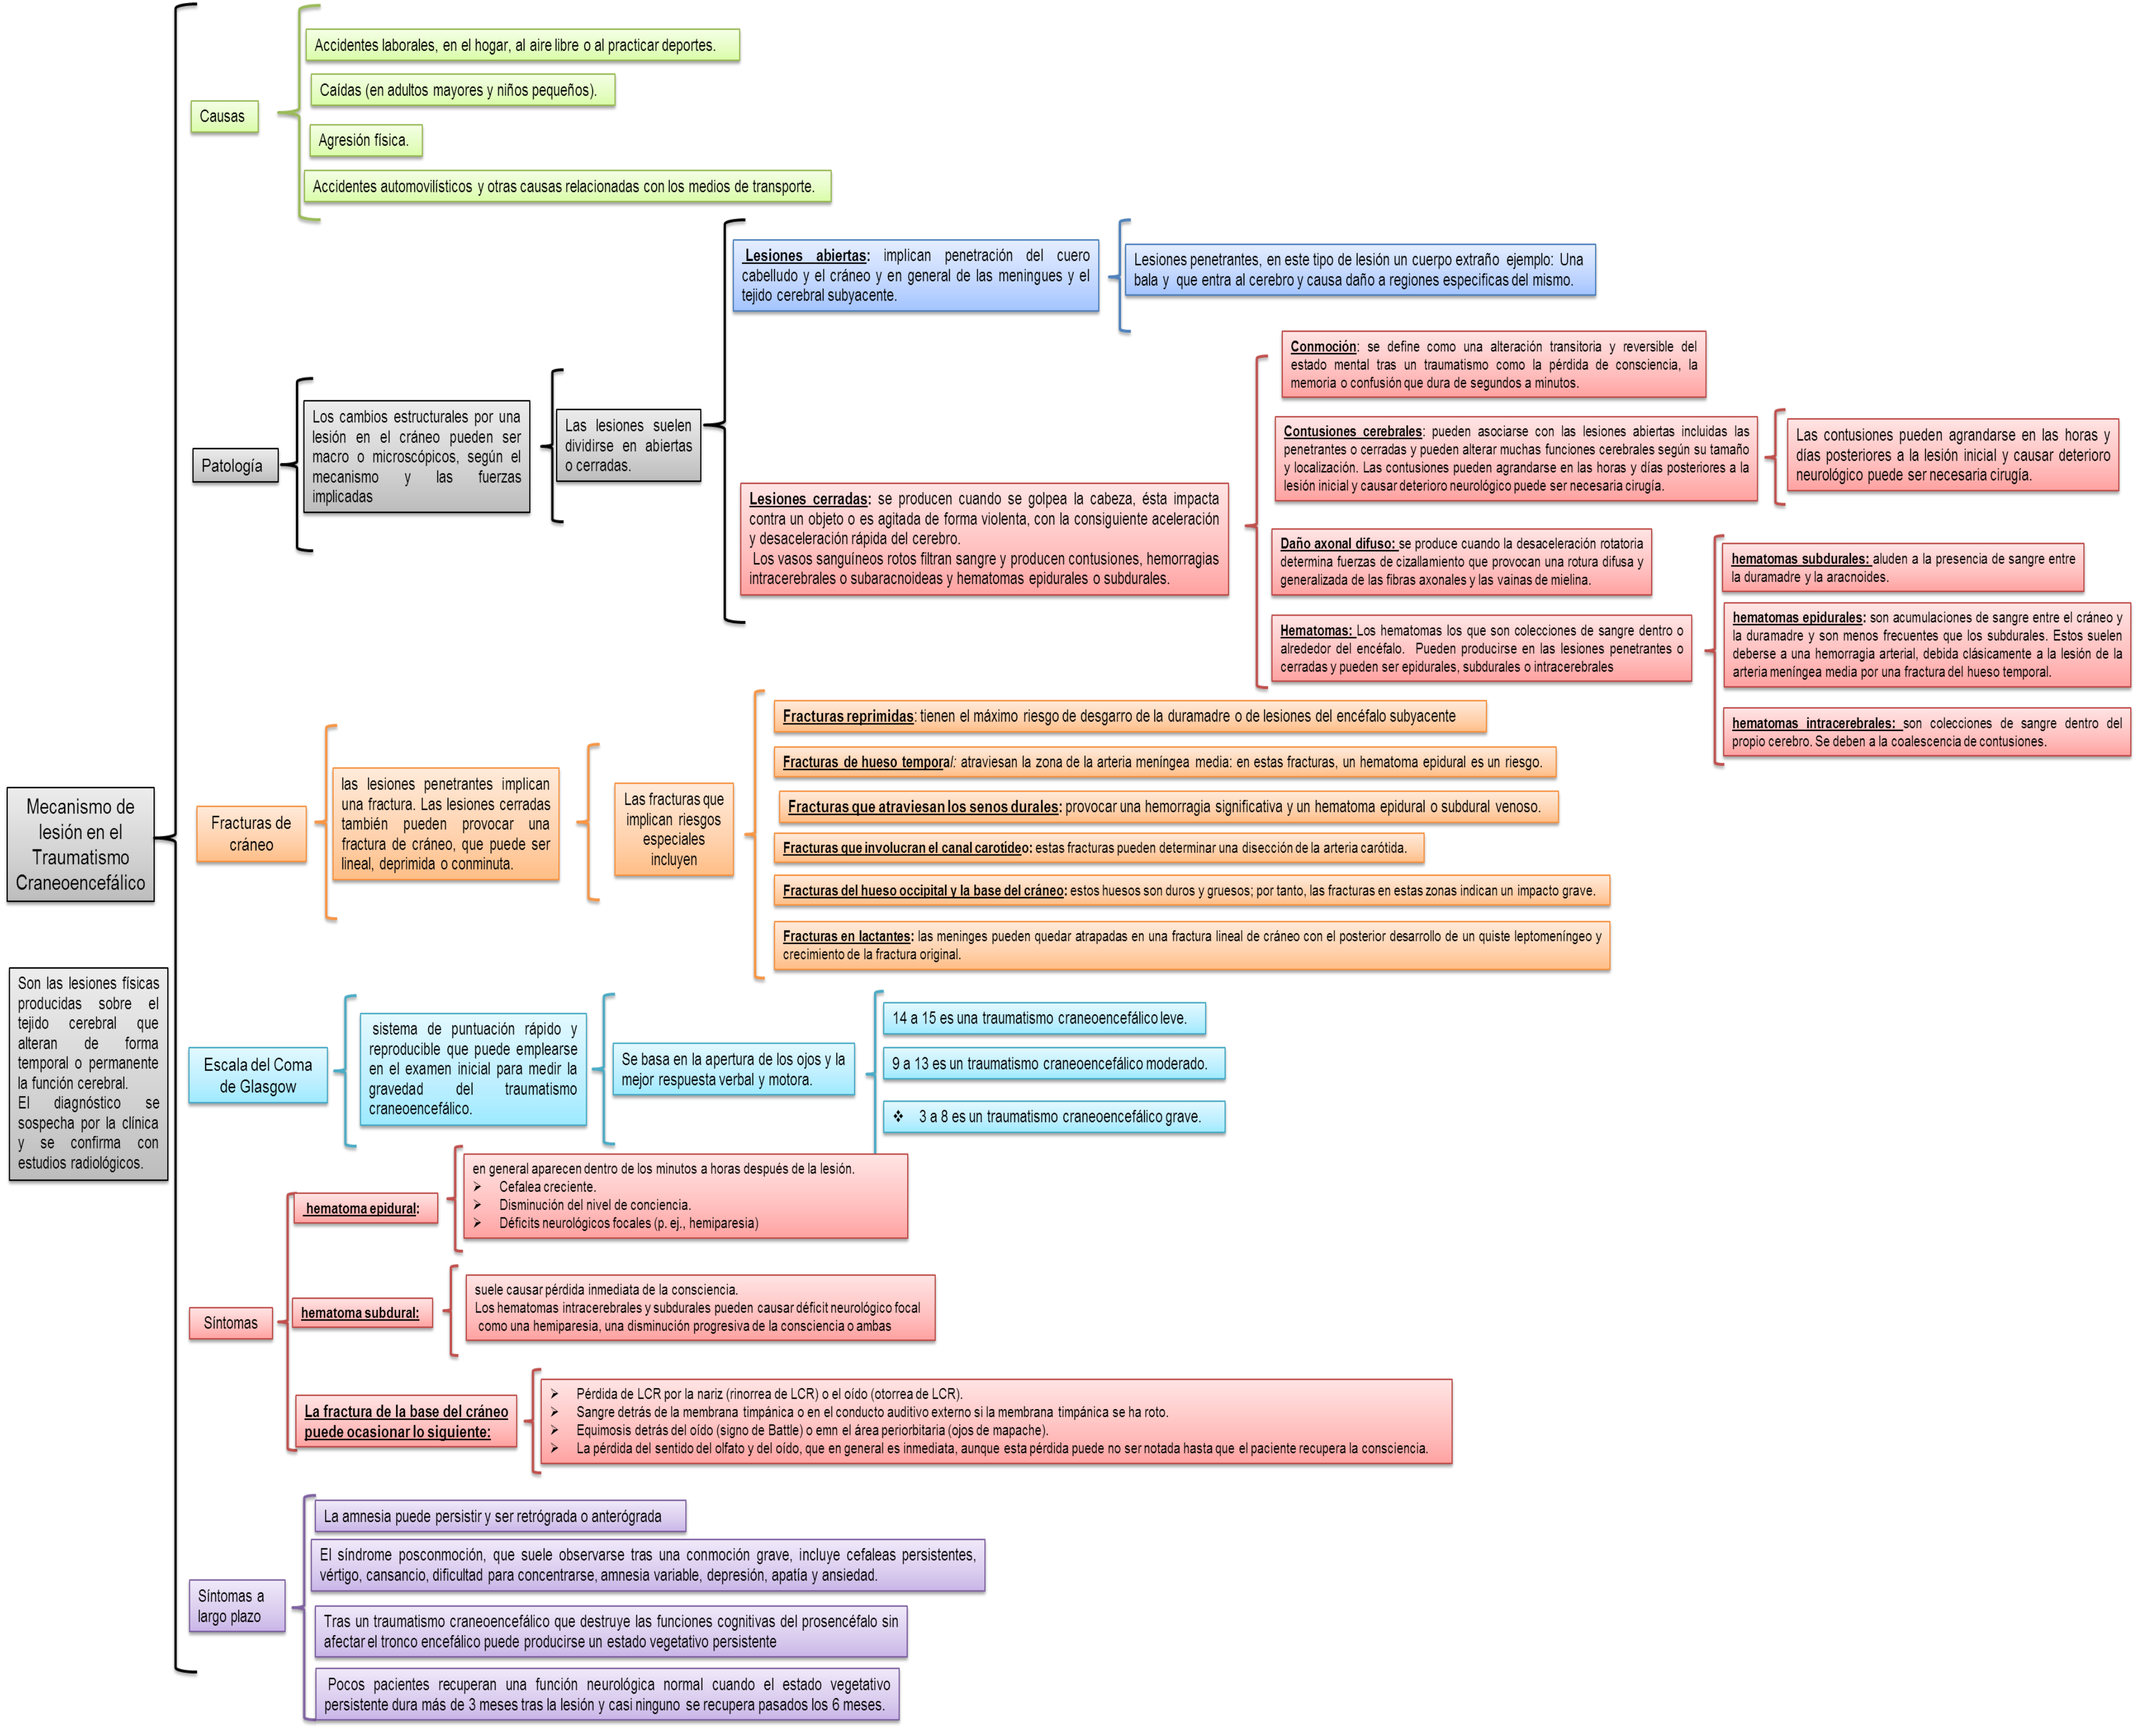 Mecanismo de
lesión en el
Traumatismo
Craneoencefálico
Son las lesiones físicas
producidas sobre el
tejido cerebral que
alteran de forma
temporal o permanente
la función cerebral.
El diagnóstico se
sospecha por la clínica
y se confirma con
estudios radiológicos.
Causas
Accidentes laborales, en el hogar, al aire libre o al practicar deportes.
Caídas (en adultos mayores y niños pequeños).
Agresión física.
Accidentes automovilísticos y otras causas relacionadas con los medios de transporte.
Patología
Los cambios estructurales por una
lesión en el cráneo pueden ser
macro o microscópicos, según el
mecanismo y las fuerzas
implicadas
Las lesiones suelen
dividirse en abiertas
o cerradas.
Lesiones abiertas: implican penetración del cuero
cabelludo y el cráneo y en general de las meningues y el
tejido cerebral subyacente.
Lesiones penetrantes, en este tipo de lesión un cuerpo extraño ejemplo: Una
bala y que entra al cerebro y causa daño a regiones especificas del mismo.
Lesiones cerradas: se producen cuando se golpea la cabeza, ésta impacta
contra un objeto o es agitada de forma violenta, con la consiguiente aceleración
y desaceleración rápida del cerebro.
Los vasos sanguíneos rotos filtran sangre y producen contusiones, hemorragias
intracerebrales o subaracnoideas y hematomas epidurales o subdurales.
Conmoción: se define como una alteración transitoria y reversible del
estado mental tras un traumatismo como la pérdida de consciencia, la
memoria o confusión que dura de segundos a minutos.
Contusiones cerebrales: pueden asociarse con las lesiones abiertas incluidas las
penetrantes o cerradas y pueden alterar muchas funciones cerebrales según su tamaño
y localización. Las contusiones pueden agrandarse en las horas y días posteriores a la
lesión inicial y causar deterioro neurológico puede ser necesaria cirugía.
Las contusiones pueden agrandarse en las horas y
días posteriores a la lesión inicial y causar deterioro
neurológico puede ser necesaria cirugía.
Daño axonal difuso: se produce cuando la desaceleración rotatoria
determina fuerzas de cizallamiento que provocan una rotura difusa y
generalizada de las fibras axonales y las vainas de mielina.
Hematomas: Los hematomas los que son colecciones de sangre dentro o
alrededor del encéfalo. Pueden producirse en las lesiones penetrantes o
cerradas y pueden ser epidurales, subdurales o intracerebrales
hematomas subdurales: aluden a la presencia de sangre entre
la duramadre y la aracnoides.
hematomas epidurales: son acumulaciones de sangre entre el cráneo y
la duramadre y son menos frecuentes que los subdurales. Estos suelen
deberse a una hemorragia arterial, debida clásicamente a la lesión de la
arteria meníngea media por una fractura del hueso temporal.
hematomas intracerebrales: son colecciones de sangre dentro del
propio cerebro. Se deben a la coalescencia de contusiones.
Fracturas de
cráneo
las lesiones penetrantes implican
una fractura. Las lesiones cerradas
también pueden provocar una
fractura de cráneo, que puede ser
lineal, deprimida o conminuta.
Las fracturas que
implican riesgos
especiales
incluyen
Fracturas reprimidas: tienen el máximo riesgo de desgarro de la duramadre o de lesiones del encéfalo subyacente
Fracturas de hueso temporal: atraviesan la zona de la arteria meníngea media: en estas fracturas, un hematoma epidural es un riesgo.
Fracturas que atraviesan los senos durales: provocar una hemorragia significativa y un hematoma epidural o subdural venoso.
Fracturas que involucran el canal carotídeo: estas fracturas pueden determinar una disección de la arteria carótida.
Fracturas del hueso occipital y la base del cráneo: estos huesos son duros y gruesos; por tanto, las fracturas en estas zonas indican un impacto grave.
Fracturas en lactantes: las meninges pueden quedar atrapadas en una fractura lineal de cráneo con el posterior desarrollo de un quiste leptomeníngeo y
crecimiento de la fractura original.
Escala del Coma
de Glasgow
sistema de puntuación rápido y
reproducible que puede emplearse
en el examen inicial para medir la
gravedad del traumatismo
craneoencefálico.
Se basa en la apertura de los ojos y la
mejor respuesta verbal y motora.
14 a 15 es una traumatismo craneoencefálico leve.
9 a 13 es un traumatismo craneoencefálico moderado.
❖ 3 a 8 es un traumatismo craneoencefálico grave.
Síntomas
hematoma epidural:
en general aparecen dentro de los minutos a horas después de la lesión.
➢ Cefalea creciente.
➢ Disminución del nivel de conciencia.
➢ Déficits neurológicos focales (p. ej., hemiparesia)
hematoma subdural:
suele causar pérdida inmediata de la consciencia.
Los hematomas intracerebrales y subdurales pueden causar déficit neurológico focal
como una hemiparesia, una disminución progresiva de la consciencia o ambas
La fractura de la base del cráneo
puede ocasionar lo siguiente:
➢ Pérdida de LCR por la nariz (rinorrea de LCR) o el oído (otorrea de LCR).
➢ Sangre detrás de la membrana timpánica o en el conducto auditivo externo si la membrana timpánica se ha roto.
➢ Equimosis detrás del oído (signo de Battle) o emn el área periorbitaria (ojos de mapache).
➢ La pérdida del sentido del olfato y del oído, que en general es inmediata, aunque esta pérdida puede no ser notada hasta que el paciente recupera la consciencia.
Síntomas a
largo plazo
La amnesia puede persistir y ser retrógrada o anterógrada
El síndrome posconmoción, que suele observarse tras una conmoción grave, incluye cefaleas persistentes,
vértigo, cansancio, dificultad para concentrarse, amnesia variable, depresión, apatía y ansiedad.
Tras un traumatismo craneoencefálico que destruye las funciones cognitivas del prosencéfalo sin
afectar el tronco encefálico puede producirse un estado vegetativo persistente
Pocos pacientes recuperan una función neurológica normal cuando el estado vegetativo
persistente dura más de 3 meses tras la lesión y casi ninguno se recupera pasados los 6 meses.